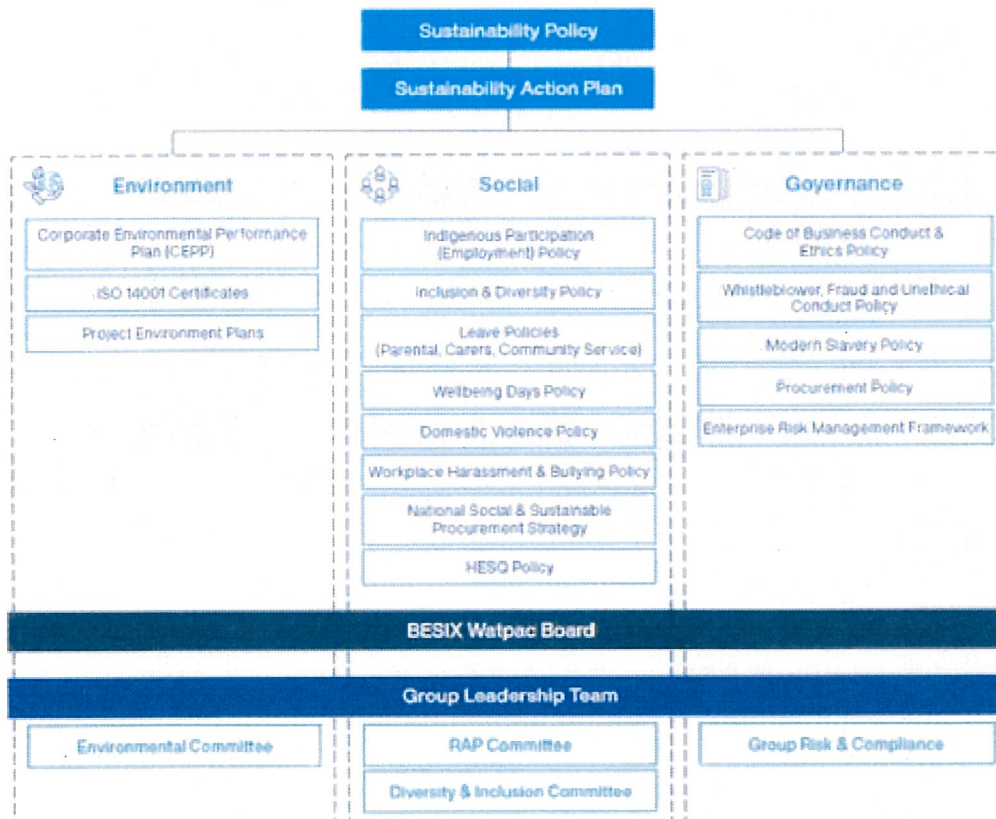 Sustainability Policy
Sustainability Action Plan
Environment
Corporate Environmental Performance
Plan (CEPP)
ISO 14001 Certificates
Project Environment Plans
Social
Indigenous Participation
(Employment) Policy
Inclusion & Diversity Policy
Leave Policies
(Parental, Carers, Community Service)
Wellbeing Days Policy
Domestic Violence Policy
Workplace Harassment & Bullying Policy
National Social & Sustainable
Procurement Strategy
HESQ Policy
Governance
Code of Business Conduct &
Ethics Policy
Whistleblower, Fraud and Unethical
Conduct Policy
Modern Slavery Policy
Procurement Policy
Enterprise Risk Management Framework
BESIX Watpac Board
Group Leadership Team
Environmental Committee
RAP Committee
Diversity & Inclusion Committee
Group Risk & Compliance